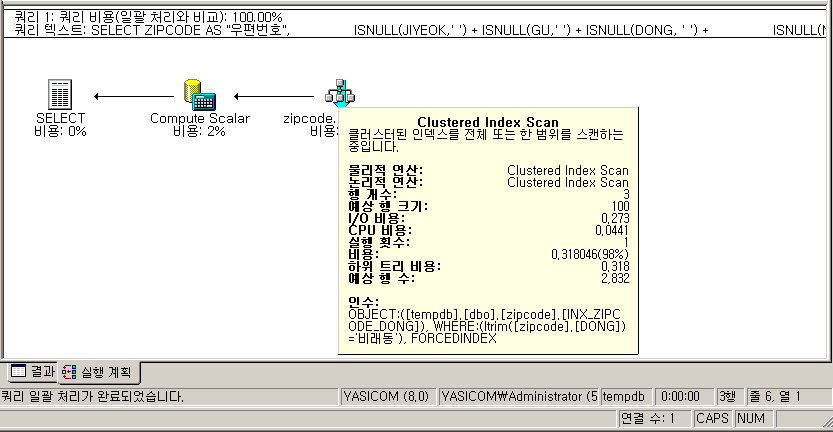 쿼리 1: 쿼리 비용(일괄 처리와 비교): 100.00%
쿼리 텍스트: SELECT ZIPCODE AS "우편번호", ISNULL(JIYEOK,' ') + ISNULL(GU,' ') + ISNULL(DONG, ' ') + ISNULL(
SELECT
비용: 0%
Compute Scalar
비용: 2%
zipcode.
비용:
Clustered Index Scan
클러스터된 인덱스를 전체 또는 한 범위를 스캔하는
중입니다.
물리적 연산: Clustered Index Scan
논리적 연산: Clustered Index Scan
행 개수: 3
예상 행 크기: 100
I/O 비용: 0.273
CPU 비용: 0.0441
실행 횟수: 1
비용: 0.318046(98%)
하위 트리 비용: 0.318
예상 행 수: 2.832
인수:
OBJECT:([tempdb].[dbo].[zipcode].[INX_ZIPC
ODE_DONG]), WHERE:(ltrim([zipcode].[DONG])
='비래동'), FORCEDINDEX
결과 실행 계획
쿼리 일괄 처리가 완료되었습니다. YASICOM (8.0) YASICOM₩Administrator (5 tempdb 0:00:00 3행 줄 6, 열 1
연결 수: 1 CAPS NUM